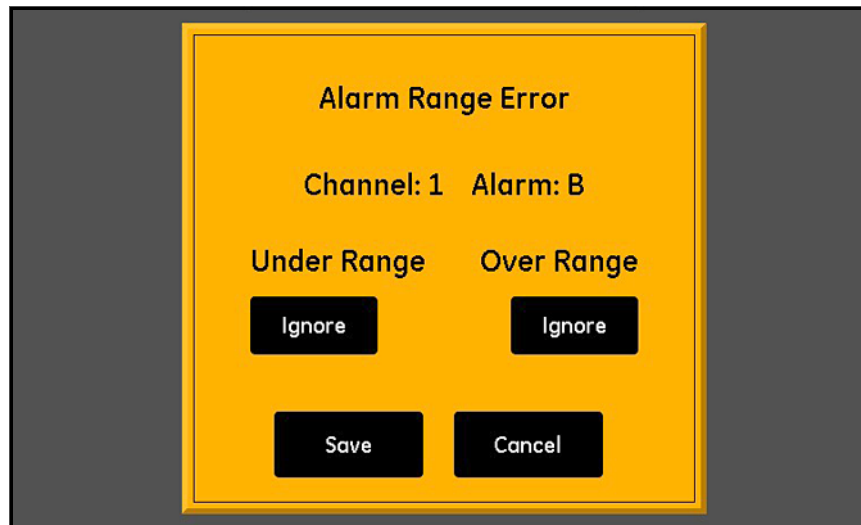 Alarm Range Error
Channel: 1 Alarm: B
Under Range Over Range
Ignore Ignore
Save Cancel